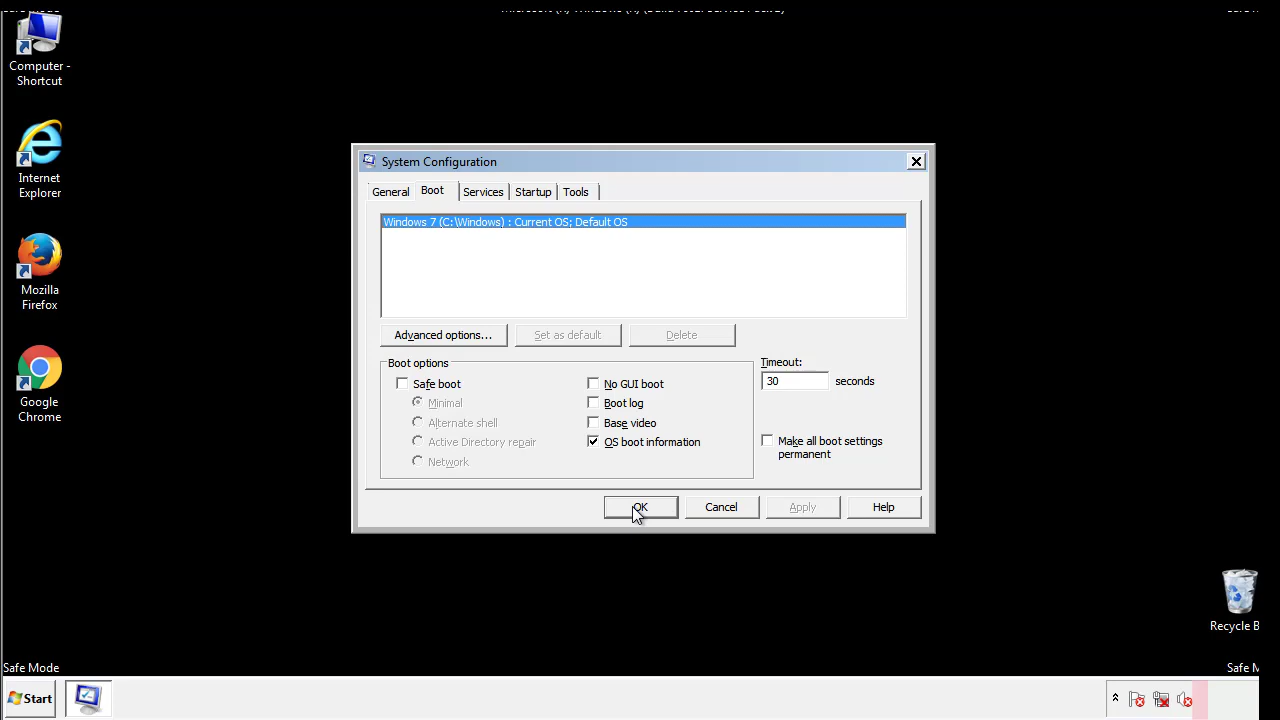 Computer -
Shortcut
Internet
Explorer
Mozilla
Firefox
Google
Chrome
System Configuration
General
Boot
Services
Startup
Tools
Windows 7 (C:\Windows) : Current OS; Default OS
Advanced options...
Set as default
Delete
Boot options
Safe boot
Minimal
Alternate shell
Active Directory repair
Network
No GUI boot
Boot log
Base video
OS boot information
Timeout:
30
seconds
Make all boot settings
permanent
OK
Cancel
Apply
Help
Recycle B
Safe Mode
Safe M
Start